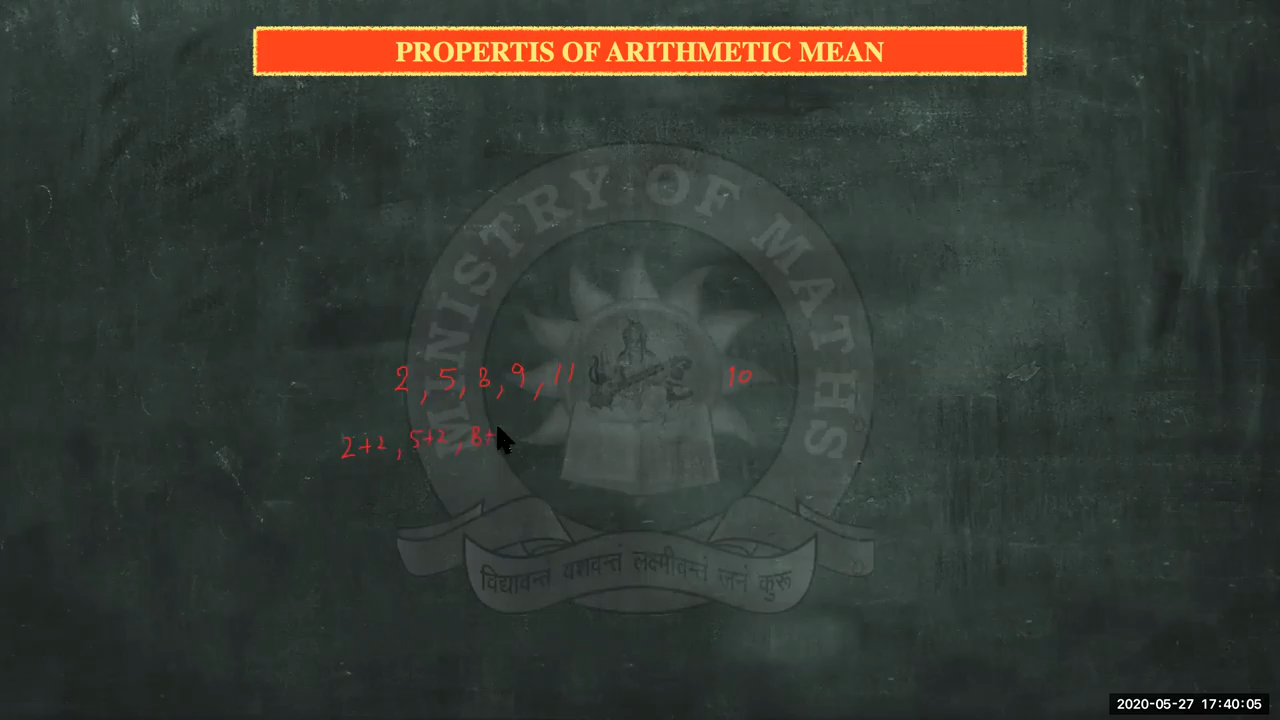 PROPERTIS OF ARITHMETIC MEAN
MINISTRY OF MATHS
2, 5, 8, 9, 11 10
2+2, 5+2, 8+
विद्यावन्तं यशवन्तं लक्ष्मीवन्तं जनं कुरू
2020-05-27 17:40:05